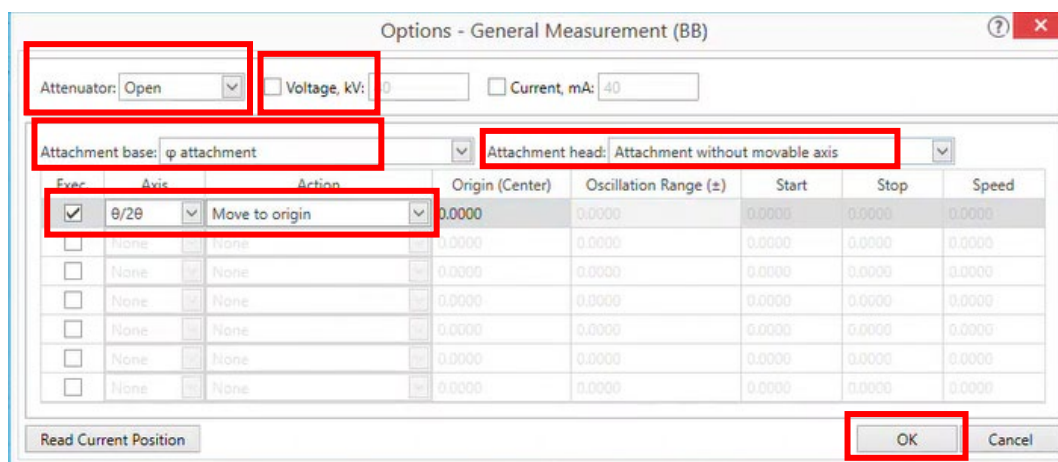 Options - General Measurement (BB)
Attenuator: Open Voltage, kV: Current, mA: 40
Attachment base: φ attachment Attachment head: Attachment without movable axis
Exec Axis Action Origin (Center) Oscillation Range (±) Start Stop Speed
θ/2θ Move to origin 0.0000 0.0000 0.0000 0.0000 0.0000
None None 0.0000 0.0000 0.0000 0.0000 0.0000
None None 0.0000 0.0000 0.0000 0.0000 0.0000
None None 0.0000 0.0000 0.0000 0.0000 0.0000
None None 0.0000 0.0000 0.0000 0.0000 0.0000
None None 0.0000 0.0000 0.0000 0.0000 0.0000
None None 0.0000 0.0000 0.0000 0.0000 0.0000
Read Current Position OK Cancel